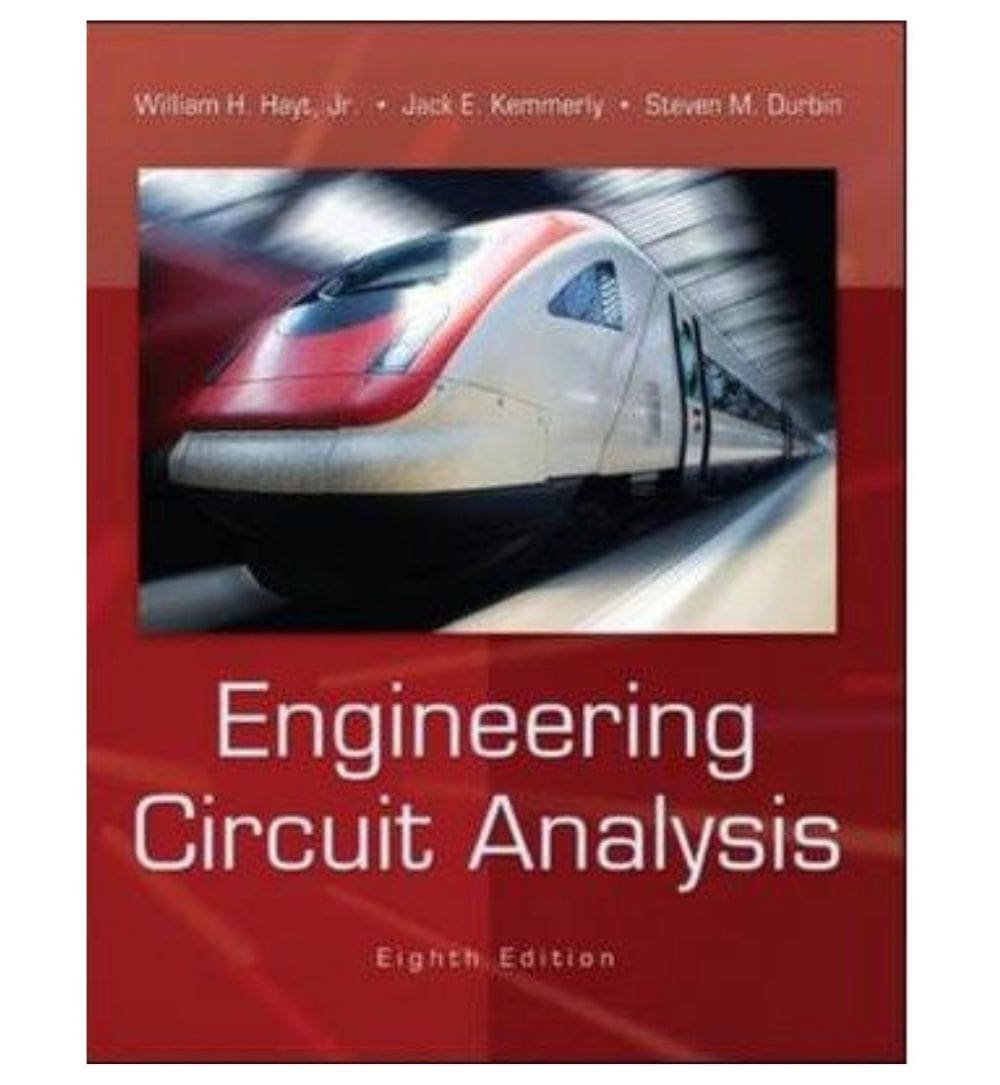 William H. Hayt, Jr. • Jack E. Kemmerly • Steven M. Durbin
Engineering
Circuit Analysis
Eighth Edition